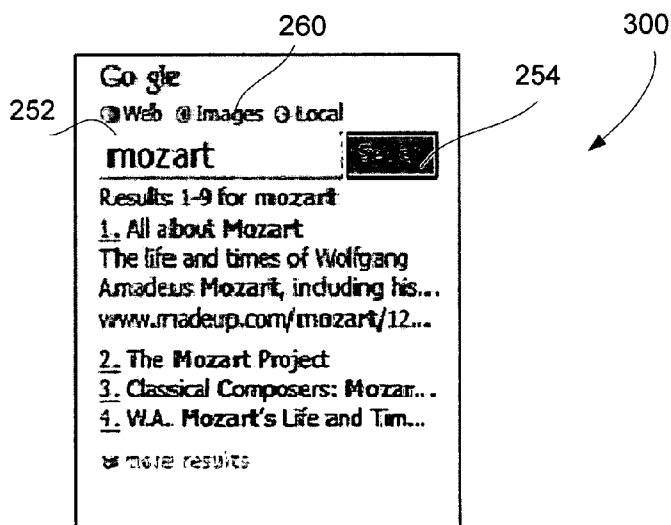 260
300
254
252
Go gle
Web Images Local
mozart
Results 1-9 for mozart
1. All about Mozart
The life and times of Wolfgang
Amadeus Mozart, including his...
www.madeup.com/mozart/12...
2. The Mozart Project
3. Classical Composers: Mozar...
4. W.A. Mozart's Life and Tim...
more results